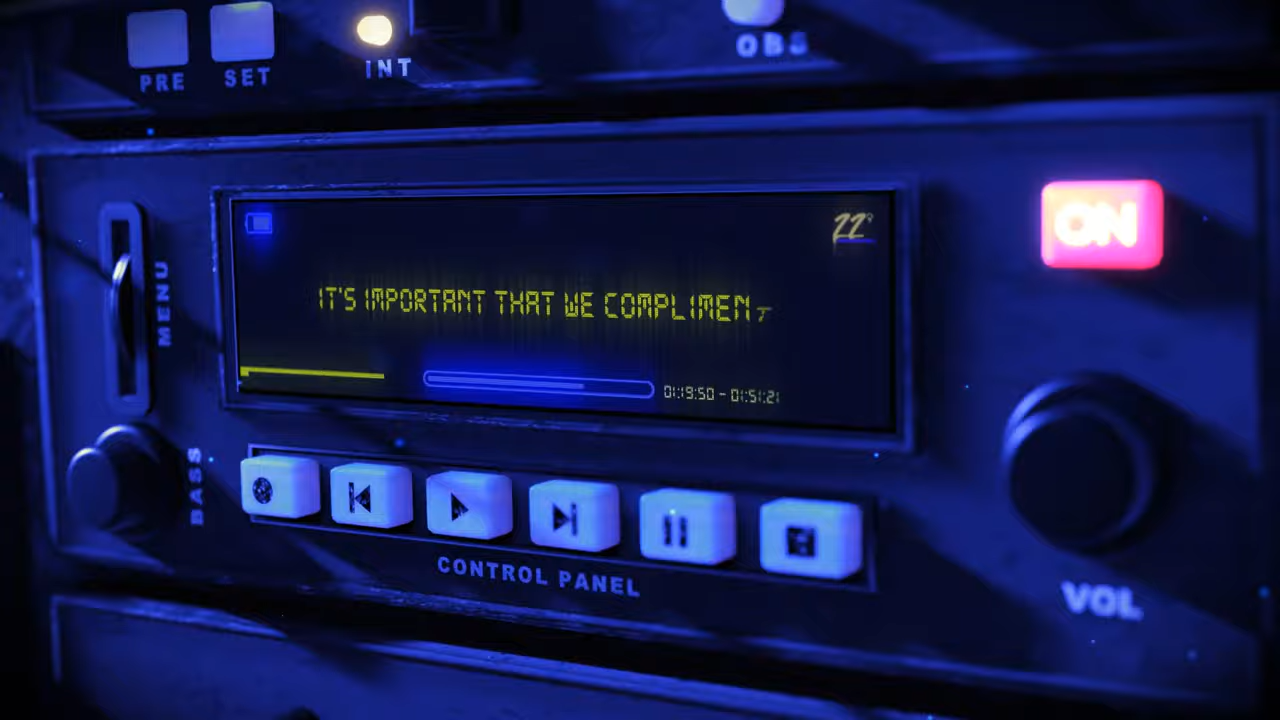 PRE
SET
INT
OBS
22°
ON
MENU
IT'S IMPORTANT THAT WE COMPLIMENT
01:19:50 - 01:51:21
BASS
CONTROL PANEL
VOL